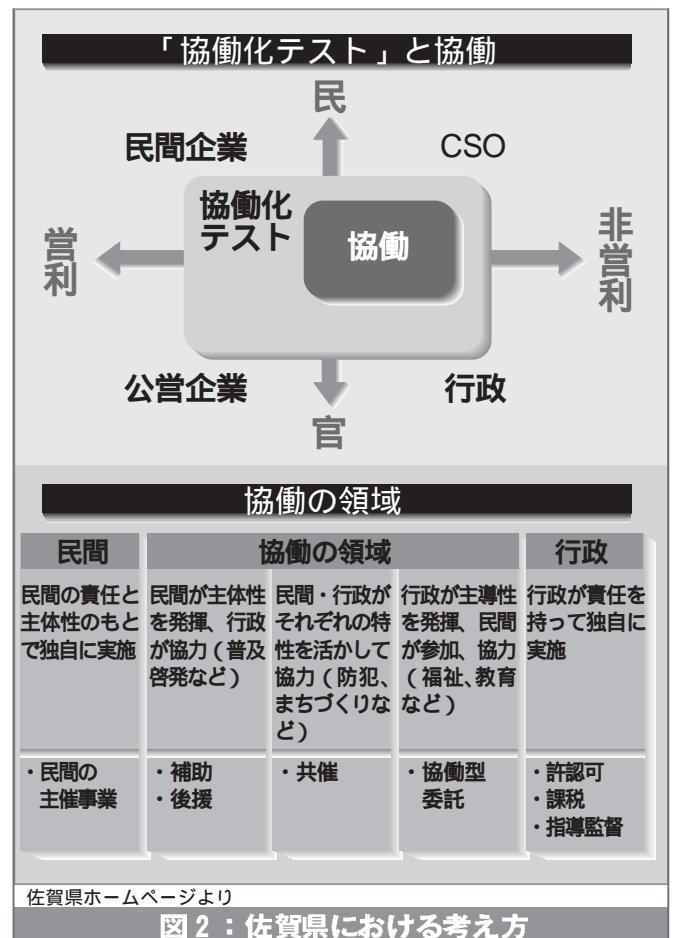 「協働化テスト」と協働
民
民間企業
CSO
協働化
テスト
協働
営利
非営利
公営企業
行政
官
協働の領域
民間
協働の領域
行政
民間の責任と
主体性のもと
で独自に実施
民間が主体性
を発揮、行政
が協力（普及
啓発など）
民間・行政が
それぞれの特
性を活かして
協力（防犯、
まちづくりな
ど）
行政が主導性
を発揮、民間
が参加、協力
（福祉、教育
など）
行政が責任を
持って独自に
実施
・民間の
主催事業
・補助
・後援
・共催
・協働型
委託
・許認可
・課税
・指導監督
佐賀県ホームページより
図2：佐賀県における考え方